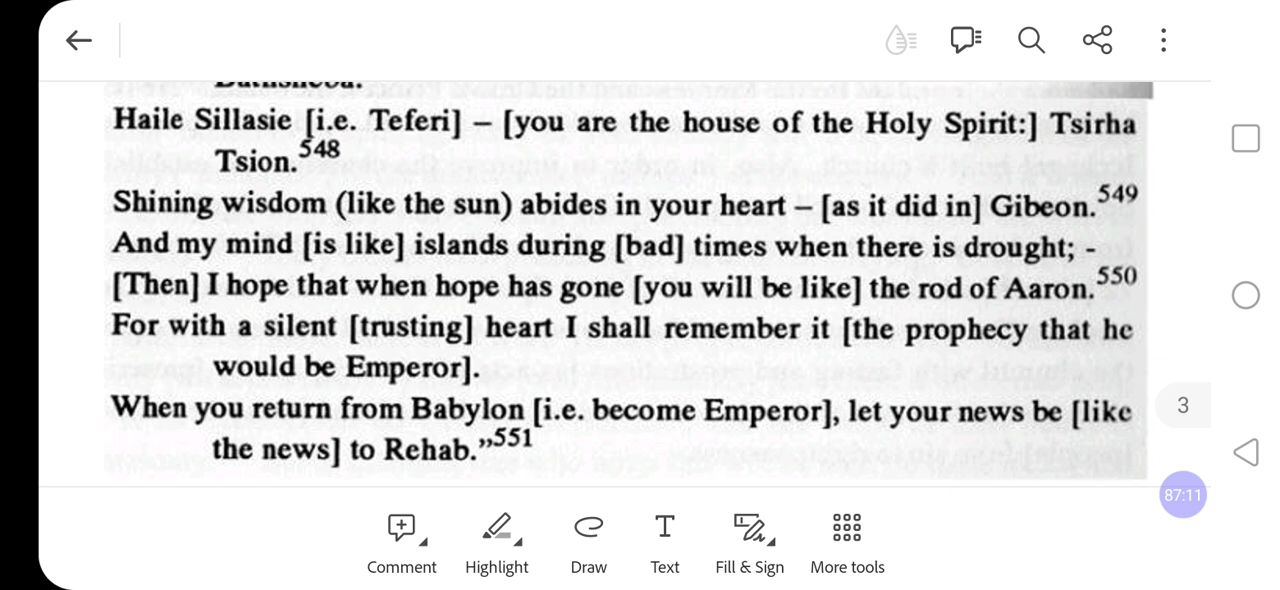 Bathsheba.
Haile Sillasie [i.e. Teferi] – [you are the house of the Holy Spirit:] Tsirha
Tsion.548
Shining wisdom (like the sun) abides in your heart – [as it did in] Gibeon.549
And my mind [is like] islands during [bad] times when there is drought; -
[Then] I hope that when hope has gone [you will be like] the rod of Aaron.550
For with a silent [trusting] heart I shall remember it [the prophecy that he
would be Emperor].
When you return from Babylon [i.e. become Emperor], let your news be [like
the news] to Rehab.”551
3
87:11
Comment
Highlight
Draw
Text
Fill & Sign
More tools